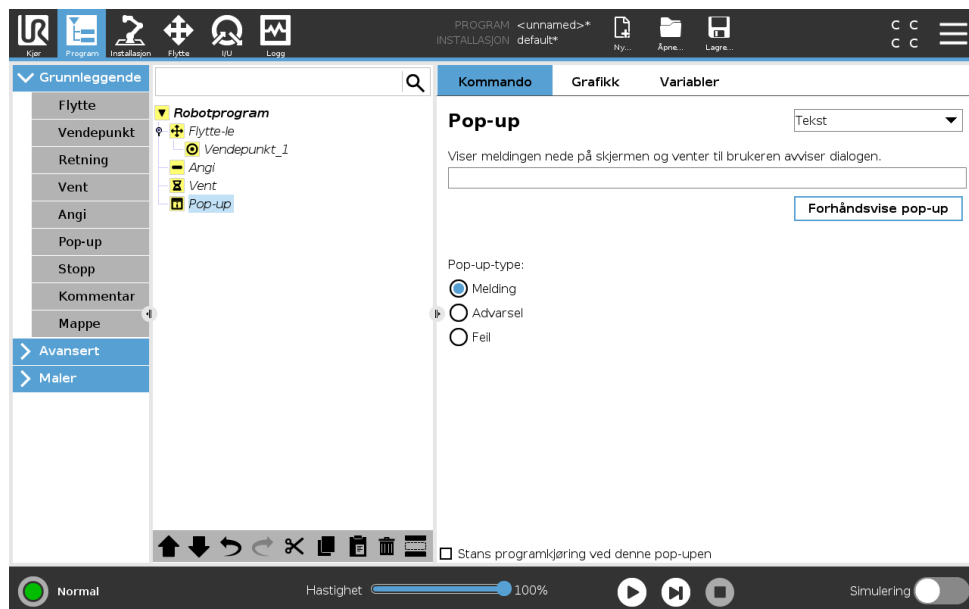 PROGRAM <unnamed>*
INSTALLASJON default*
Kjør
Program
Installasjon
Flytte
I/U
Logg
Ny...
Åpne...
Lagre...
C C
C C
Grunnleggende
Flytte
Vendepunkt
Retning
Vent
Angi
Pop-up
Stopp
Kommentar
Mappe
Avansert
Maler
Robotprogram
Flytte-le
Vendepunkt_1
Angi
Vent
Pop-up
Kommando
Grafikk
Variabler
Pop-up
Tekst
Viser meldingen nede på skjermen og venter til brukeren avviser dialogen.
Forhåndsvise pop-up
Pop-up-type:
Melding
Advarsel
Feil
Stans programkjøring ved denne pop-upen
Normal
Hastighet
100%
Simulering